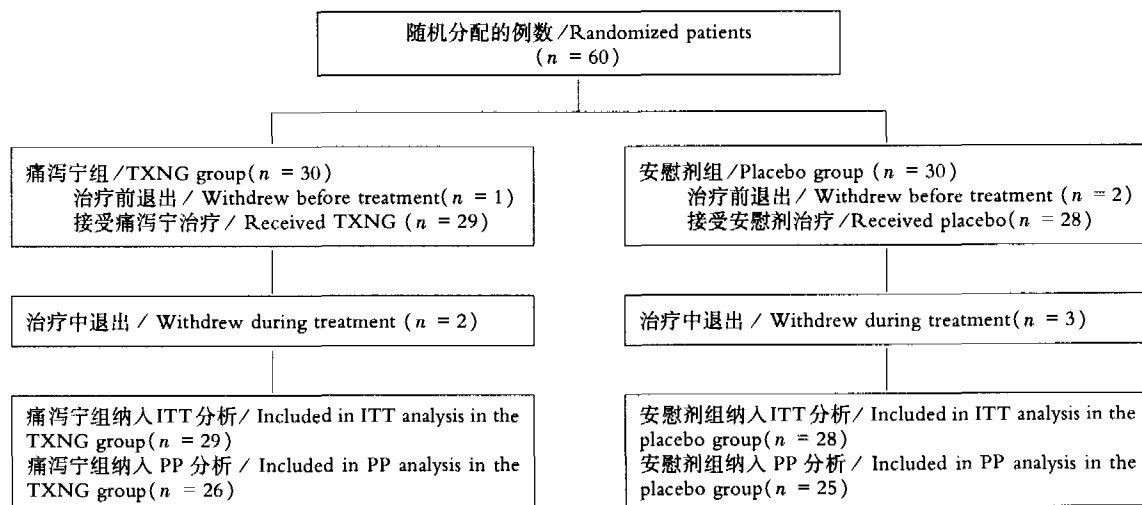 随机分配的例数/Randomized patients
(n = 60)
痛泻宁组/TXNG group(n = 30)
治疗前退出/ Withdrew before treatment(n = 1)
接受痛泻宁治疗/ Received TXNG (n = 29)
安慰剂组/Placebo group (n = 30)
治疗前退出/ Withdrew before treatment (n = 2)
接受安慰剂治疗/Received placebo(n = 28)
治疗中退出/ Withdrew during treatment (n = 2)
治疗中退出/ Withdrew during treatment(n = 3)
痛泻宁组纳入ITT分析/ Included in ITT analysis in the
TXNG group(n = 29)
痛泻宁组纳入 PP 分析/ Included in PP analysis in the
TXNG group(n = 26)
安慰剂组纳入ITT分析/ Included in ITT analysis in the
placebo group(n = 28)
安慰剂组纳入 PP 分析/ Included in PP analysis in the
placebo group(n = 25)